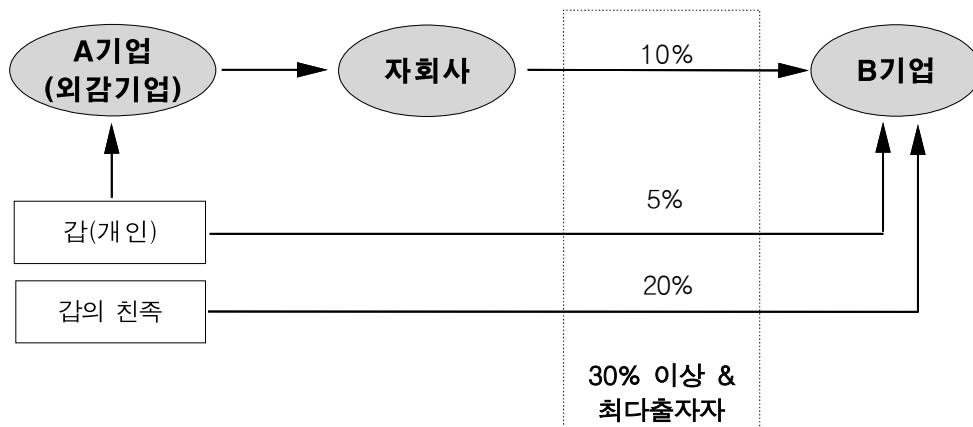 A기업
(외감기업)
자회사
10%
B기업
갑(개인)
5%
갑의 친족
20%
30% 이상 &
최다출자자